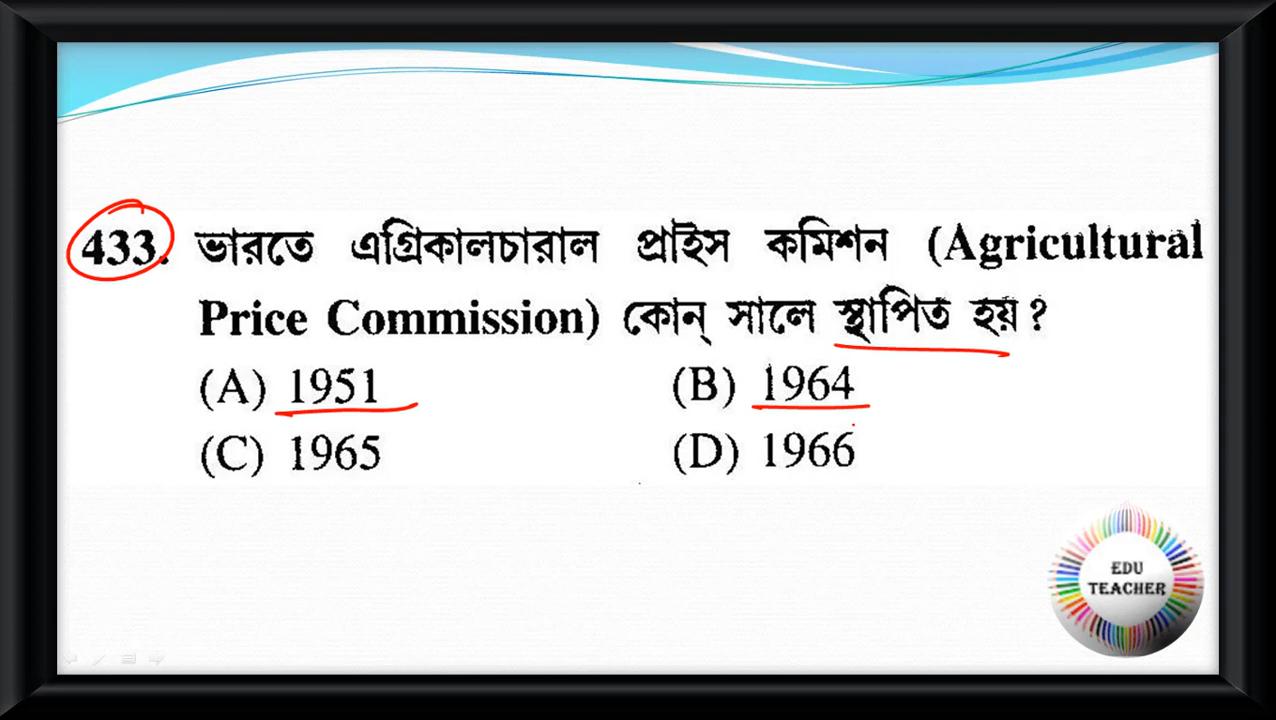 433. ভারতে এগ্রিকালচারাল প্রাইস কমিশন (Agricultural
Price Commission) কোন্ সালে স্থাপিত হয় ?
(A) 1951 (B) 1964
(C) 1965 (D) 1966
EDU
TEACHER